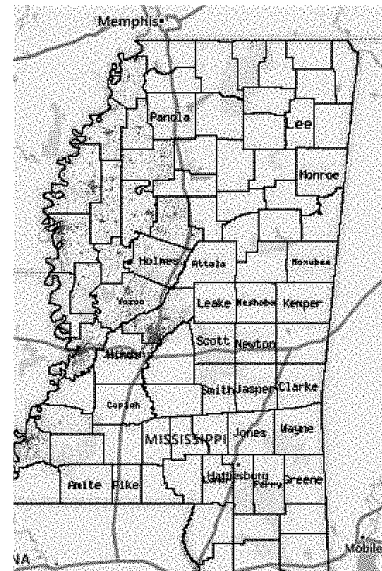 Memphis
Panola
Lee
Monroe
Holmes
Attala
Noxubee
Yazoo
Leake
Neshoba
Kemper
Scott
Newton
Hinds
Smith
Jasper
Clarke
Copiah
MISSISSIPPI
Jones
Wayne
Amite
Pike
Hattiesburg
Perry
Greene
Mobile
NA